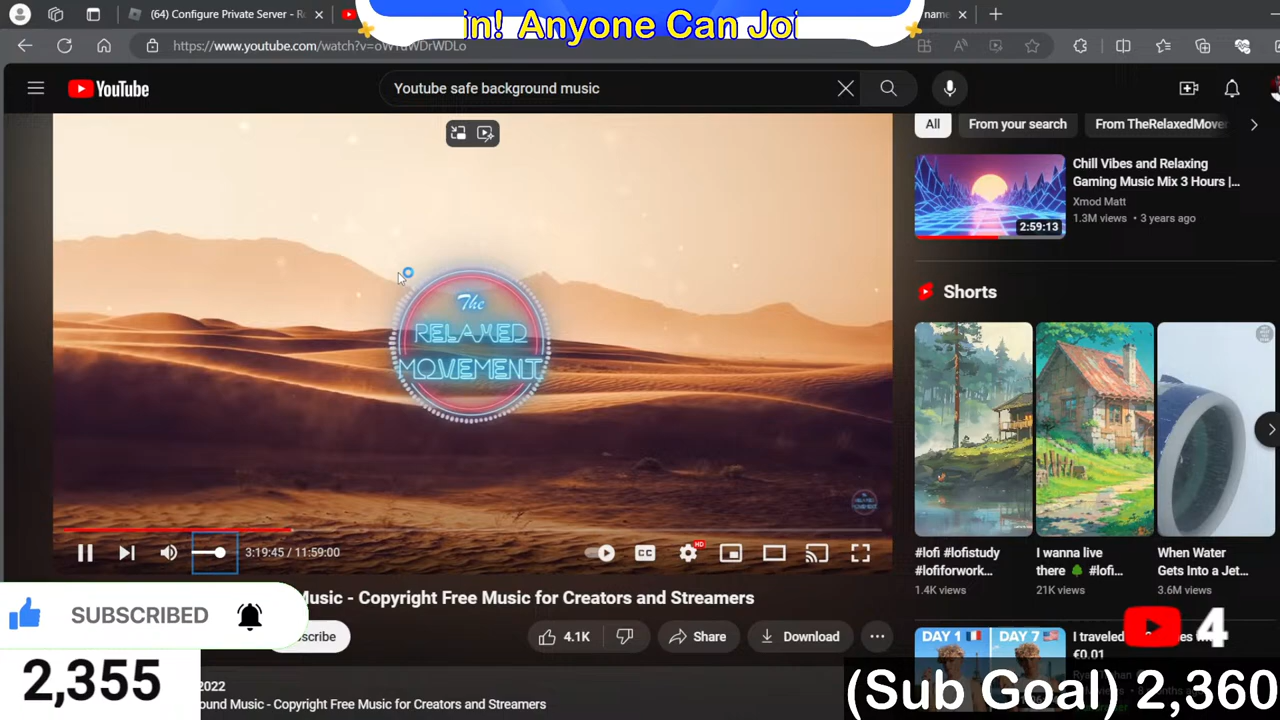 (64) Configure Private Server - R
in! Anyone Can Joi
name
https://www.youtube.com/watch?v=
YouTube
Youtube safe background music
All
From your search
From TheRelaxedMover
Chill Vibes and Relaxing
Gaming Music Mix 3 Hours |...
Xmod Matt
1.3M views • 3 years ago
2:59:13
The
RELAXED
MOVEMENT
Shorts
#lofi #lofistudy
#lofiforwork...
1.4K views
I wanna live
there 🌳 #lofi...
21K views
When Water
Gets Into a Jet...
3.6M views
3:19:45 / 11:59:00
CC
HD
Music - Copyright Free Music for Creators and Streamers
SUBSCRIBED
scribe
4.1K
Share
Download
4
DAY 1
DAY 7
I traveled
€0.01
2,355
2022
ound Music - Copyright Free Music for Creators and Streamers
(Sub Goal) 2,360